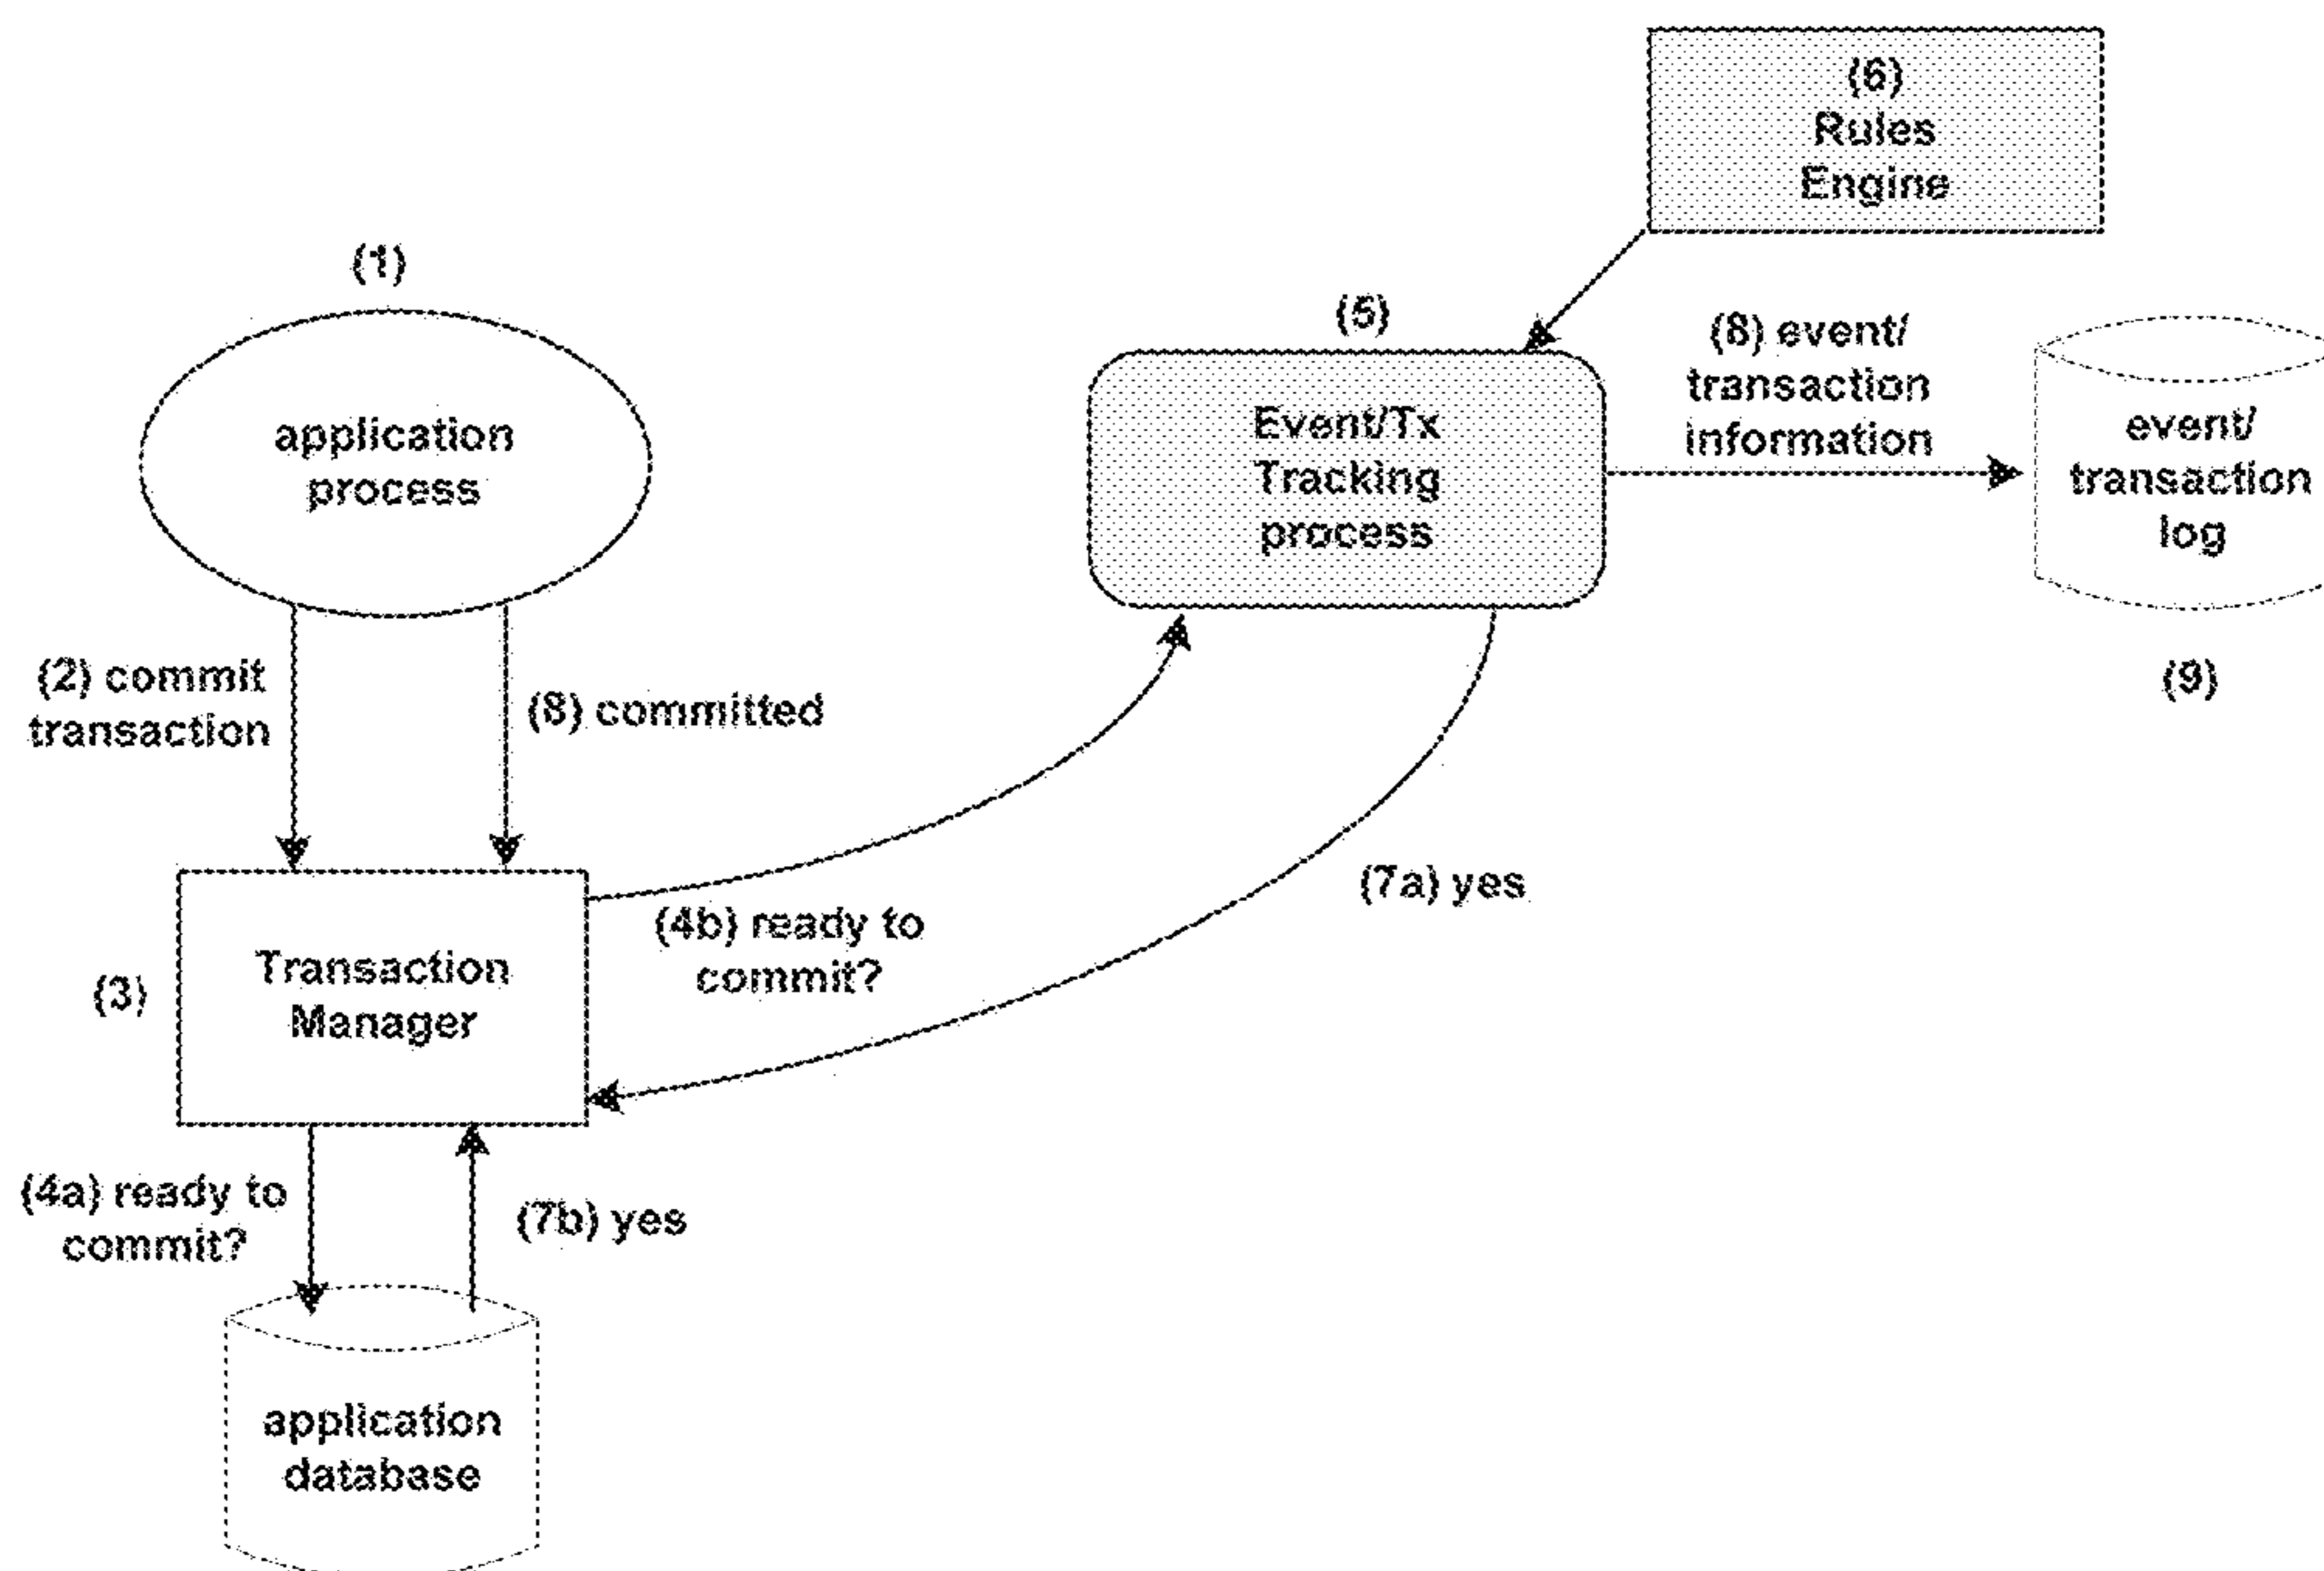 (6)
Rules
Engine
(1)
(5)
(8) event/
transaction
information
application
process
Event/Tx
Tracking
process
event/
transaction
log
(2) commit
transaction
(8) committed
(9)
(7a) yes
(4b) ready to
commit?
(3)
Transaction
Manager
(4a) ready to
commit?
(7b) yes
application
database